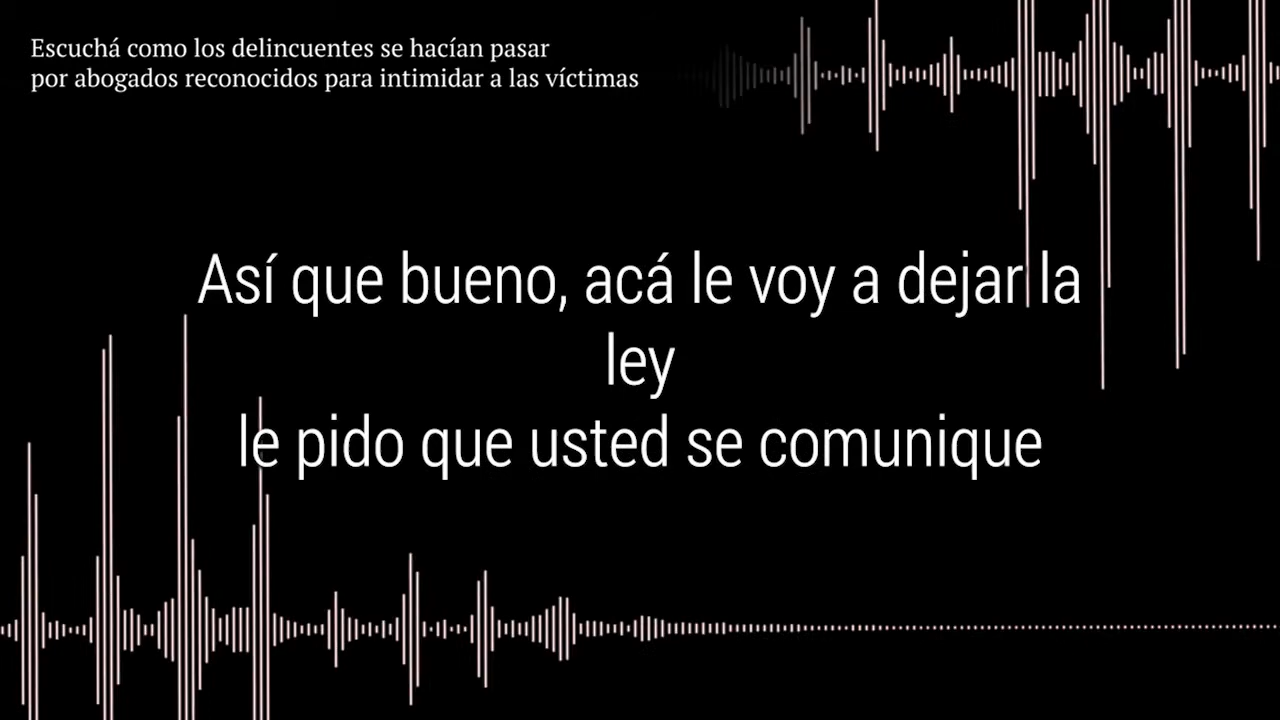 Escuchá como los delincuentes se hacían pasar
por abogados reconocidos para intimidar a las víctimas
Así que bueno, acá le voy a dejar la
ley
le pido que usted se comunique